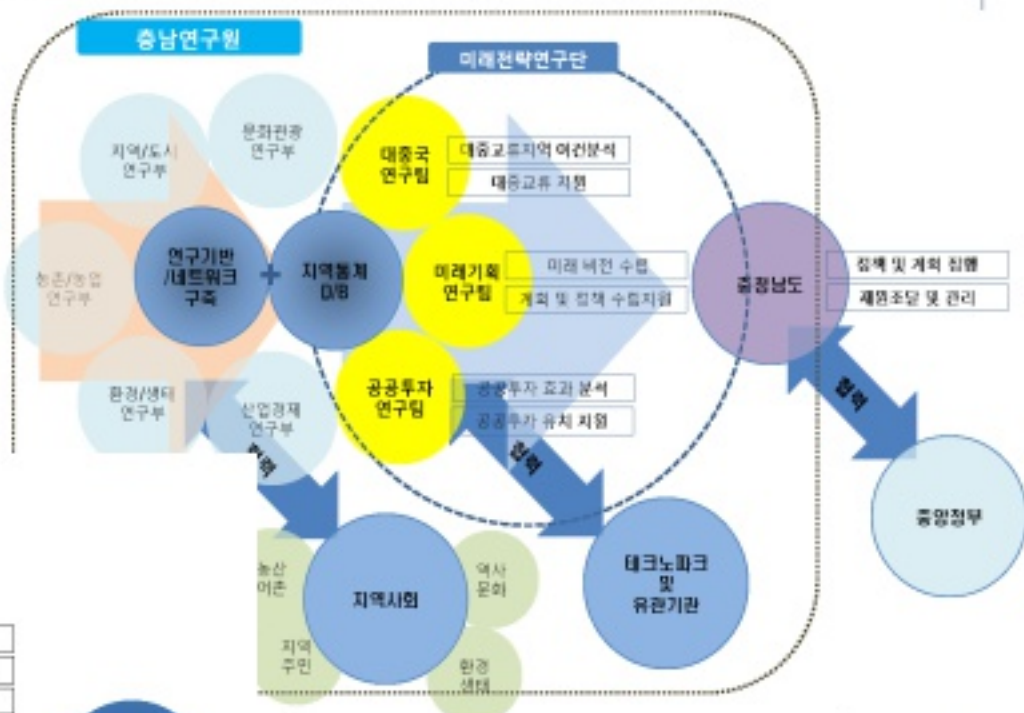 충남연구원
미래전략연구단
지역/도시
연구부
문화관광
연구부
대중국
연구팀
대중교류지역 여건분석
대중교류 지원
농촌/농업
연구부
연구기반
/네트워크
구축
+
지역통계
D/B
미래기획
연구팀
미래 비전 수립
계획 및 정책 수립지원
충청남도
정책 및 계획 집행
재원조달 및 관리
환경/생태
연구부
산업경제
연구부
공공투자
연구팀
공공투자 효과 분석
공공투자 유치 지원
협력
협력
협력
중앙정부
농산
어촌
지역사회
역사
문화
지역
주민
환경
생태
테크노파크
및
유관기관